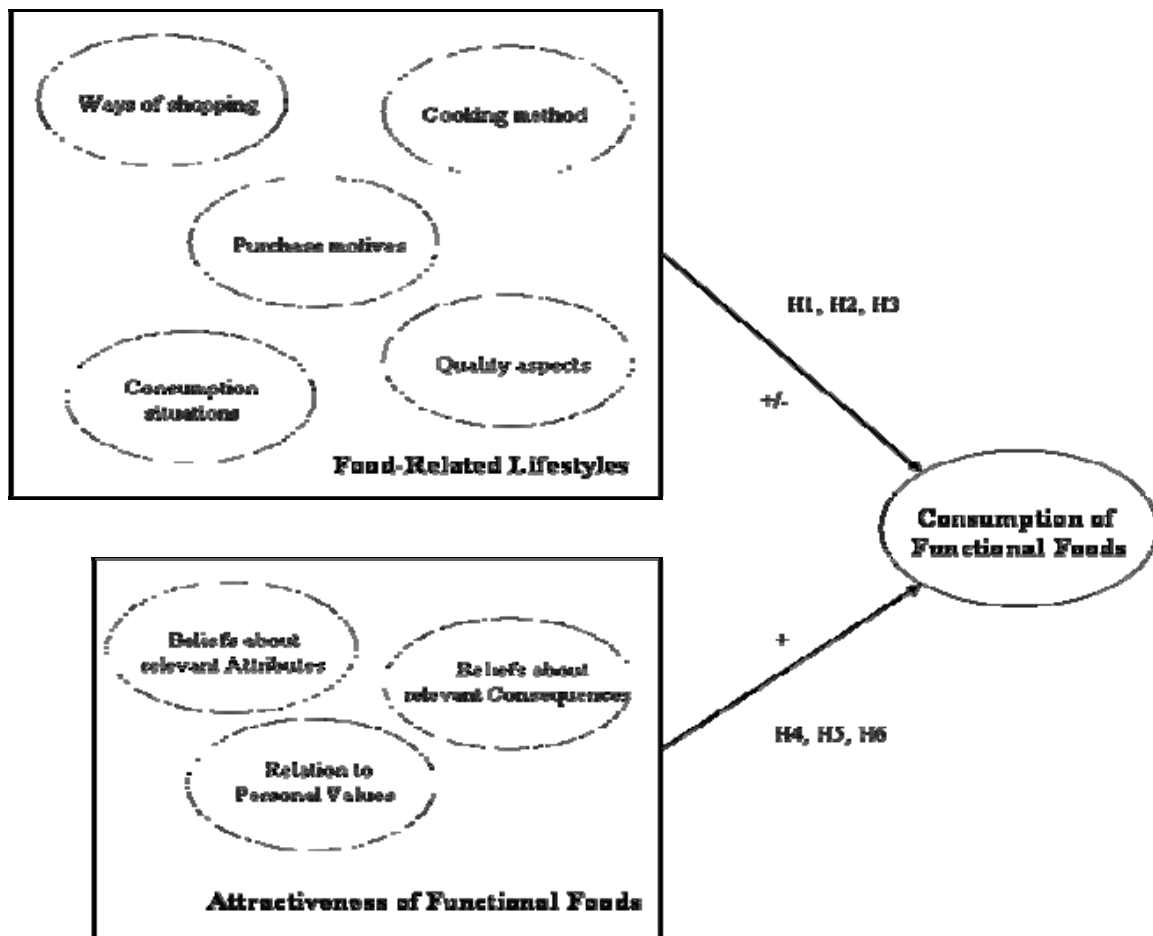 Ways of shopping
Cooking method
Purchase motives
Quality aspects
Consumption
situations
Food-Related Lifestyles
H1, H2, H3
+/-
Consumption of
Functional Foods
Beliefs about
relevant Attributes
Beliefs about
relevant Consequences
Relation to
Personal Values
Attractiveness of Functional Foods
+
H4, H5, H6